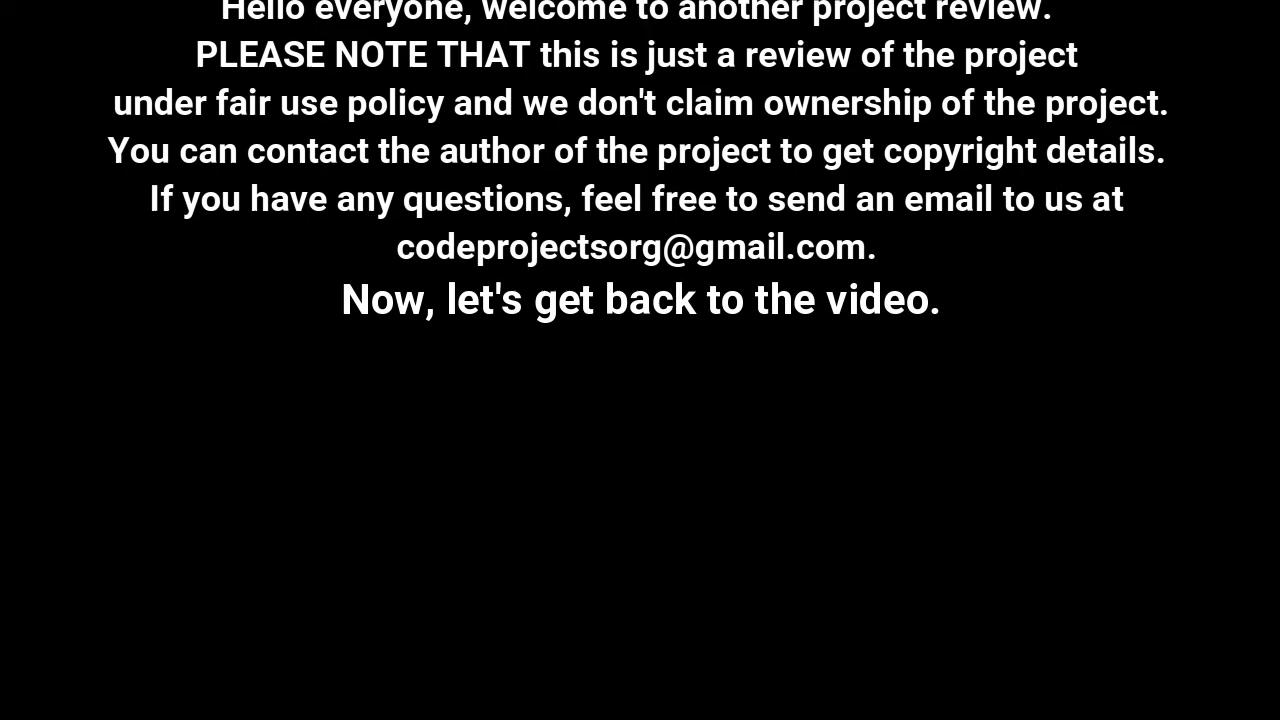 Hello everyone, welcome to another project review.
PLEASE NOTE THAT this is just a review of the project
under fair use policy and we don't claim ownership of the project.
You can contact the author of the project to get copyright details.
If you have any questions, feel free to send an email to us at
codeprojectsorg@gmail.com.
Now, let's get back to the video.